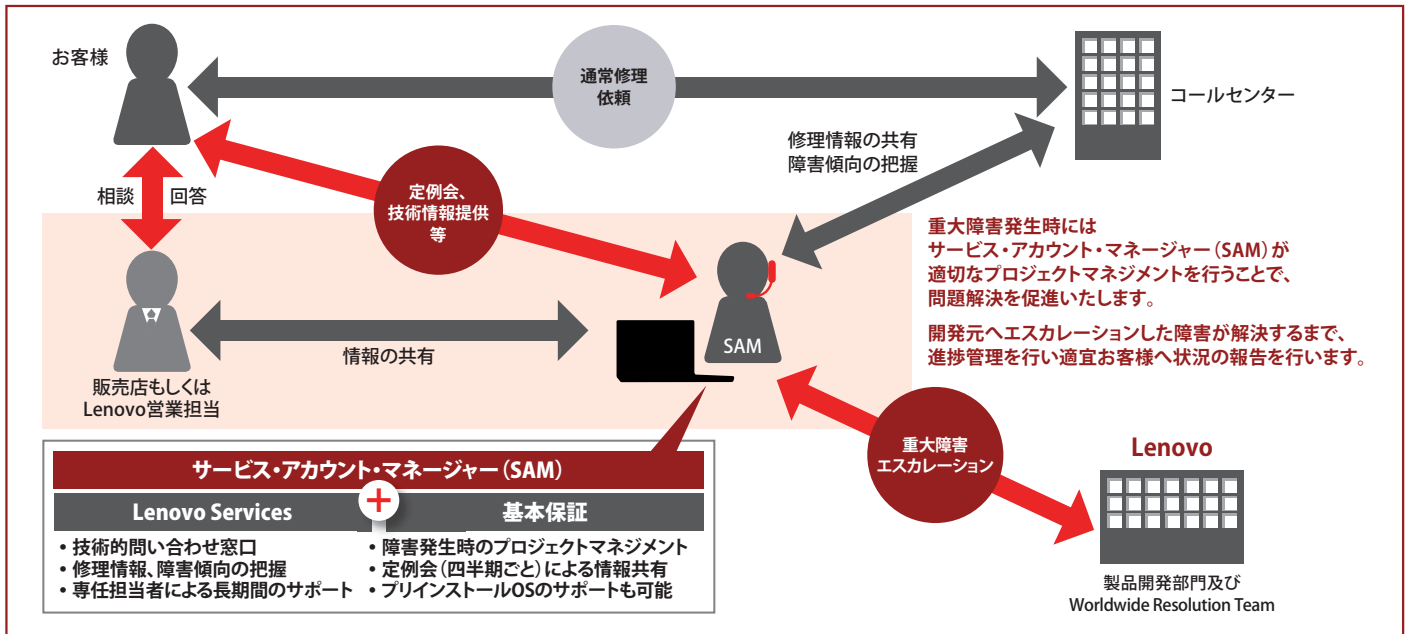 お客様
通常修理
依頼
コールセンター
修理情報の共有
障害傾向の把握
相談
回答
定例会、
技術情報提供
等
重大障害発生時には
サービス・アカウント・マネージャー（SAM）が
適切なプロジェクトマネジメントを行うことで、
問題解決を促進いたします。
開発元へエスカレーションした障害が解決するまで、
進捗管理を行い適宜お客様へ状況の報告を行います。
SAM
情報の共有
販売店もしくは
Lenovo営業担当
重大障害
エスカレーション
Lenovo
製品開発部門及び
Worldwide Resolution Team
サービス・アカウント・マネージャー（SAM）
Lenovo Services
+
基本保証
・技術的問い合わせ窓口
・修理情報、障害傾向の把握
・専任担当者による長期間のサポート
・障害発生時のプロジェクトマネジメント
・定例会（四半期ごと）による情報共有
・プリインストールOSのサポートも可能